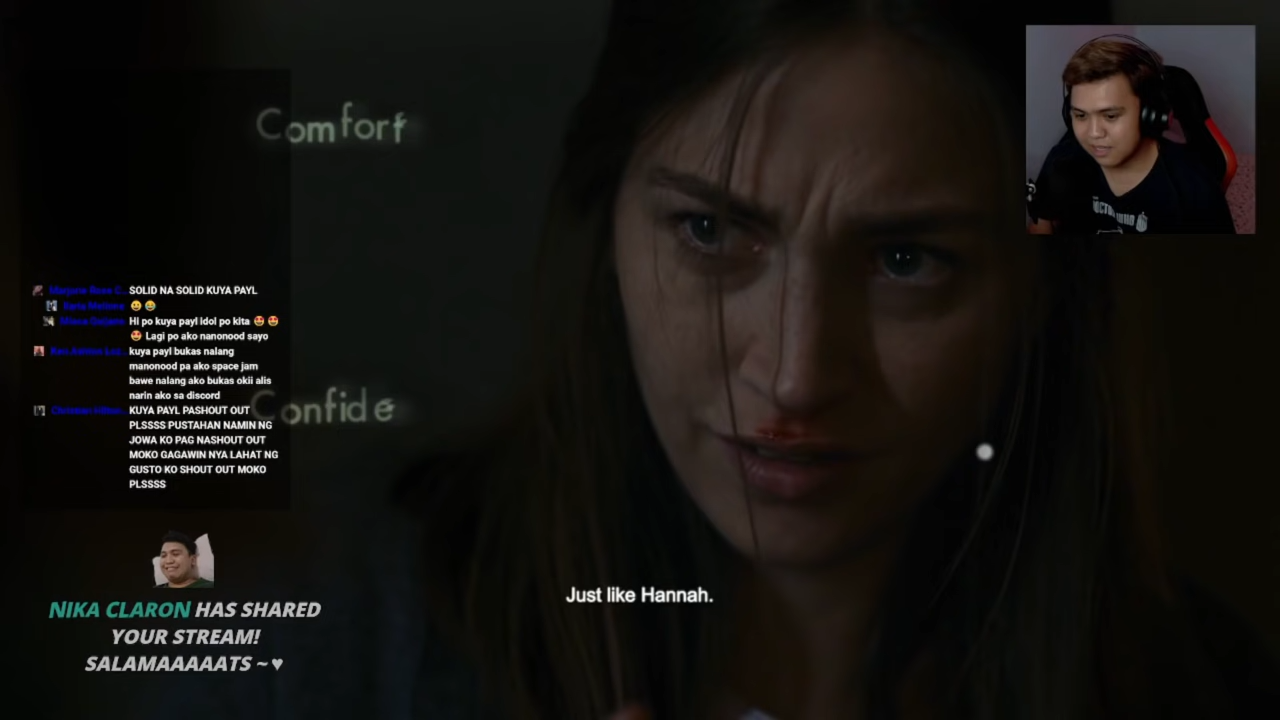 Comfort
SOLID NA SOLID KUYA PAYL
Hi po kuya payl idol po kita 🤩 🤩
🤩 Lagi po ako nanonood sayo
kuya payl bukas nalang
manonood pa ako space jam
bawe nalang ako bukas okii alis
narin ako sa discord
Confide
KUYA PAYL PASHOUT OUT
PLSSSS PUSTAHAN NAMIN NG
JOWA KO PAG NASHOUT OUT
MOKO GAGAWIN NYA LAHAT NG
GUSTO KO SHOUT OUT MOKO
PLSSSS
Just like Hannah.
NIKA CLARON HAS SHARED
YOUR STREAM!
SALAMAAAAATS ~ ♥